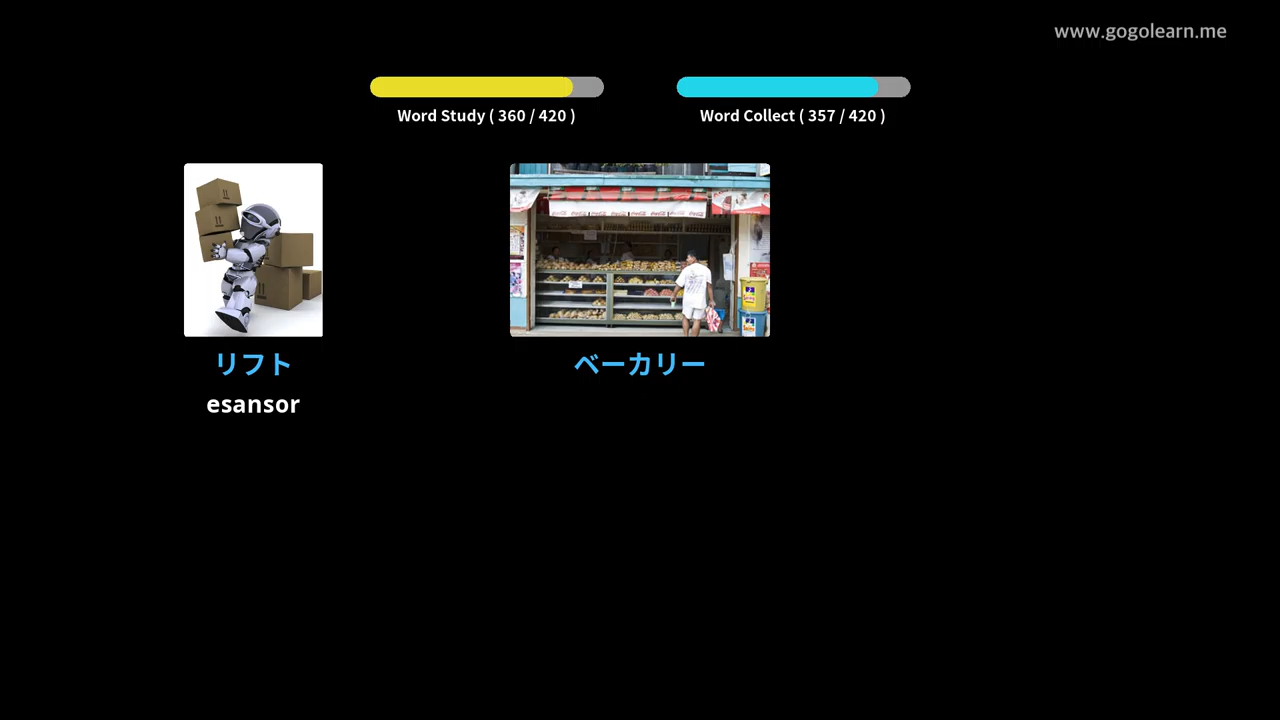 www.gogolearn.me
Word Study ( 360 / 420 )
Word Collect ( 357 / 420 )
リフト
esansor
ベーカリー